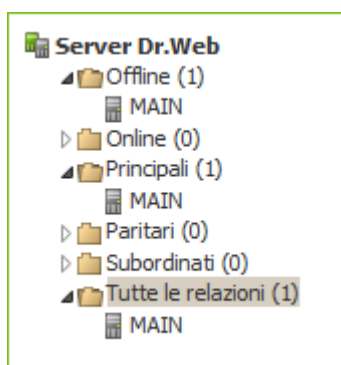 Server Dr.Web
Offline (1)
MAIN
Online (0)
Principali (1)
MAIN
Paritari (0)
Subordinati (0)
Tutte le relazioni (1)
MAIN